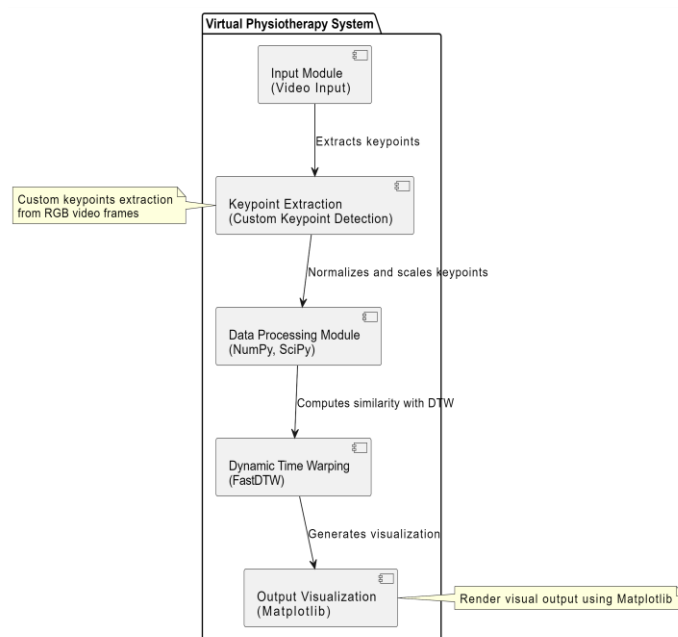 Virtual Physiotherapy System
Input Module
(Video Input)
Extracts keypoints
Custom keypoints extraction
from RGB video frames
Keypoint Extraction
(Custom Keypoint Detection)
Normalizes and scales keypoints
Data Processing Module
(NumPy, SciPy)
Computes similarity with DTW
Dynamic Time Warping
(FastDTW)
Generates visualization
Output Visualization
(Matplotlib)
Render visual output using Matplotlib